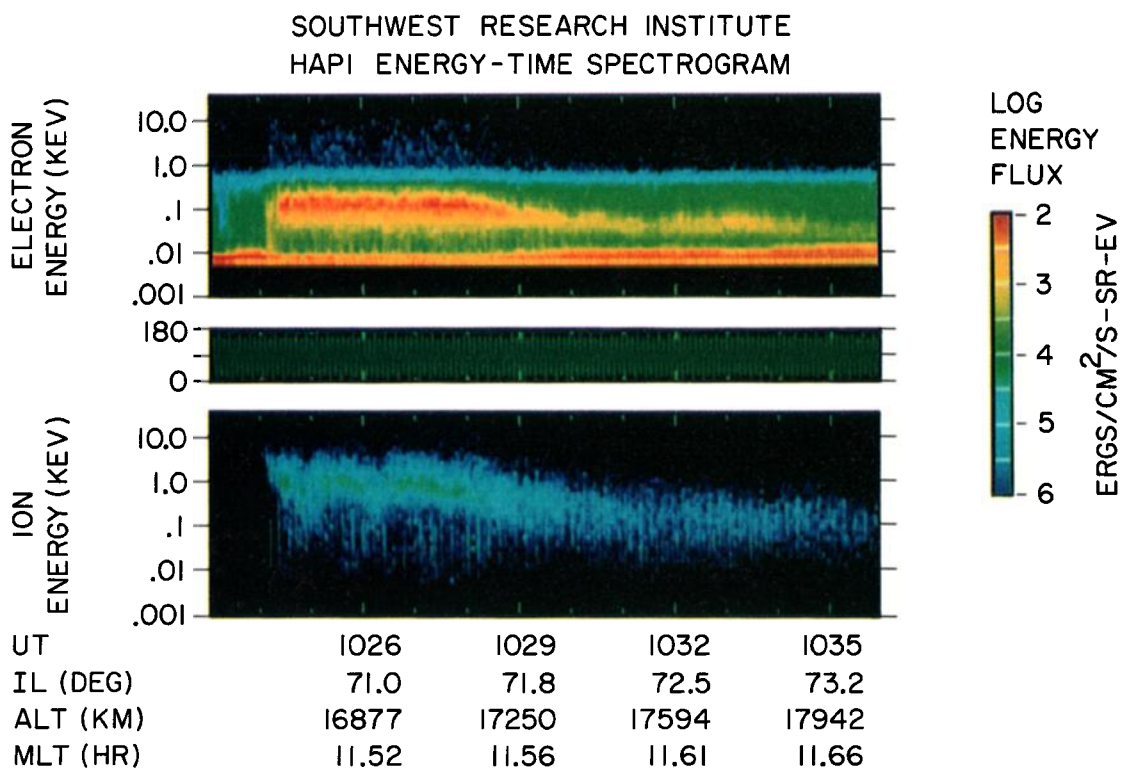 SOUTHWEST RESEARCH INSTITUTE
HAPI ENERGY-TIME SPECTROGRAM
ELECTRON
ENERGY (KEV)
10.0
1.0
.1
.01
.001
180
0
ION
ENERGY (KEV)
10.0
1.0
.1
.01
.001
LOG
ENERGY
FLUX
2
3
4
5
6
ERGS/CM²/S-SR-EV
UT 1026 1029 1032 1035
IL (DEG) 71.0 71.8 72.5 73.2
ALT (KM) 16877 17250 17594 17942
MLT (HR) 11.52 11.56 11.61 11.66